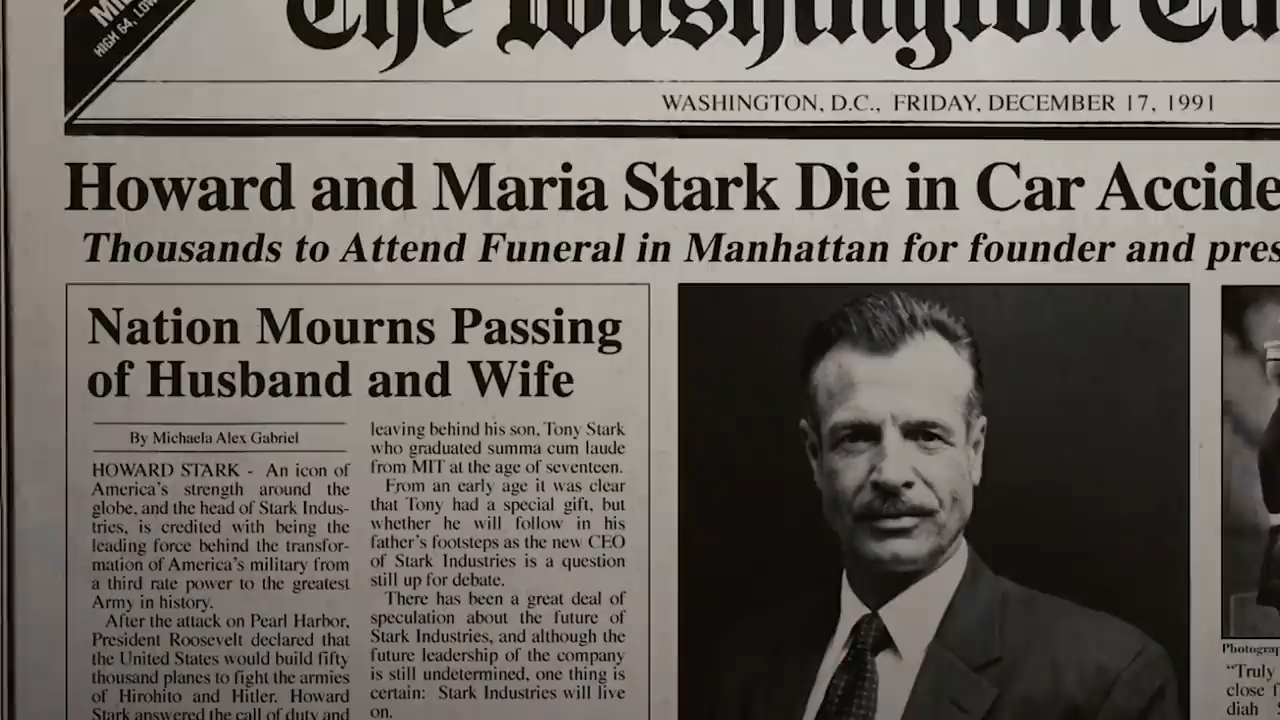 HIGH 64, LOW
The Washington
WASHINGTON, D.C., FRIDAY, DECEMBER 17, 1991
Howard and Maria Stark Die in Car Accide
Thousands to Attend Funeral in Manhattan for founder and pres
Nation Mourns Passing
of Husband and Wife
By Michaela Alex Gabriel
HOWARD STARK - An icon of
America's strength around the
globe, and the head of Stark Indus-
tries, is credited with being the
leading force behind the transfor-
mation of America's military from
a third rate power to the greatest
Army in history.
After the attack on Pearl Harbor,
President Roosevelt declared that
the United States would build fifty
thousand planes to fight the armies
of Hirohito and Hitler. Howard
Stark answered the call of duty and
leaving behind his son, Tony Stark
who graduated summa cum laude
from MIT at the age of seventeen.
From an early age it was clear
that Tony had a special gift, but
whether he will follow in his
father's footsteps as the new CEO
of Stark Industries is a question
still up for debate.
There has been a great deal of
speculation about the future of
Stark Industries, and although the
future leadership of the company
is still undetermined, one thing is
certain: Stark Industries will live
on.
Photograp
"Truly
close f
diah S